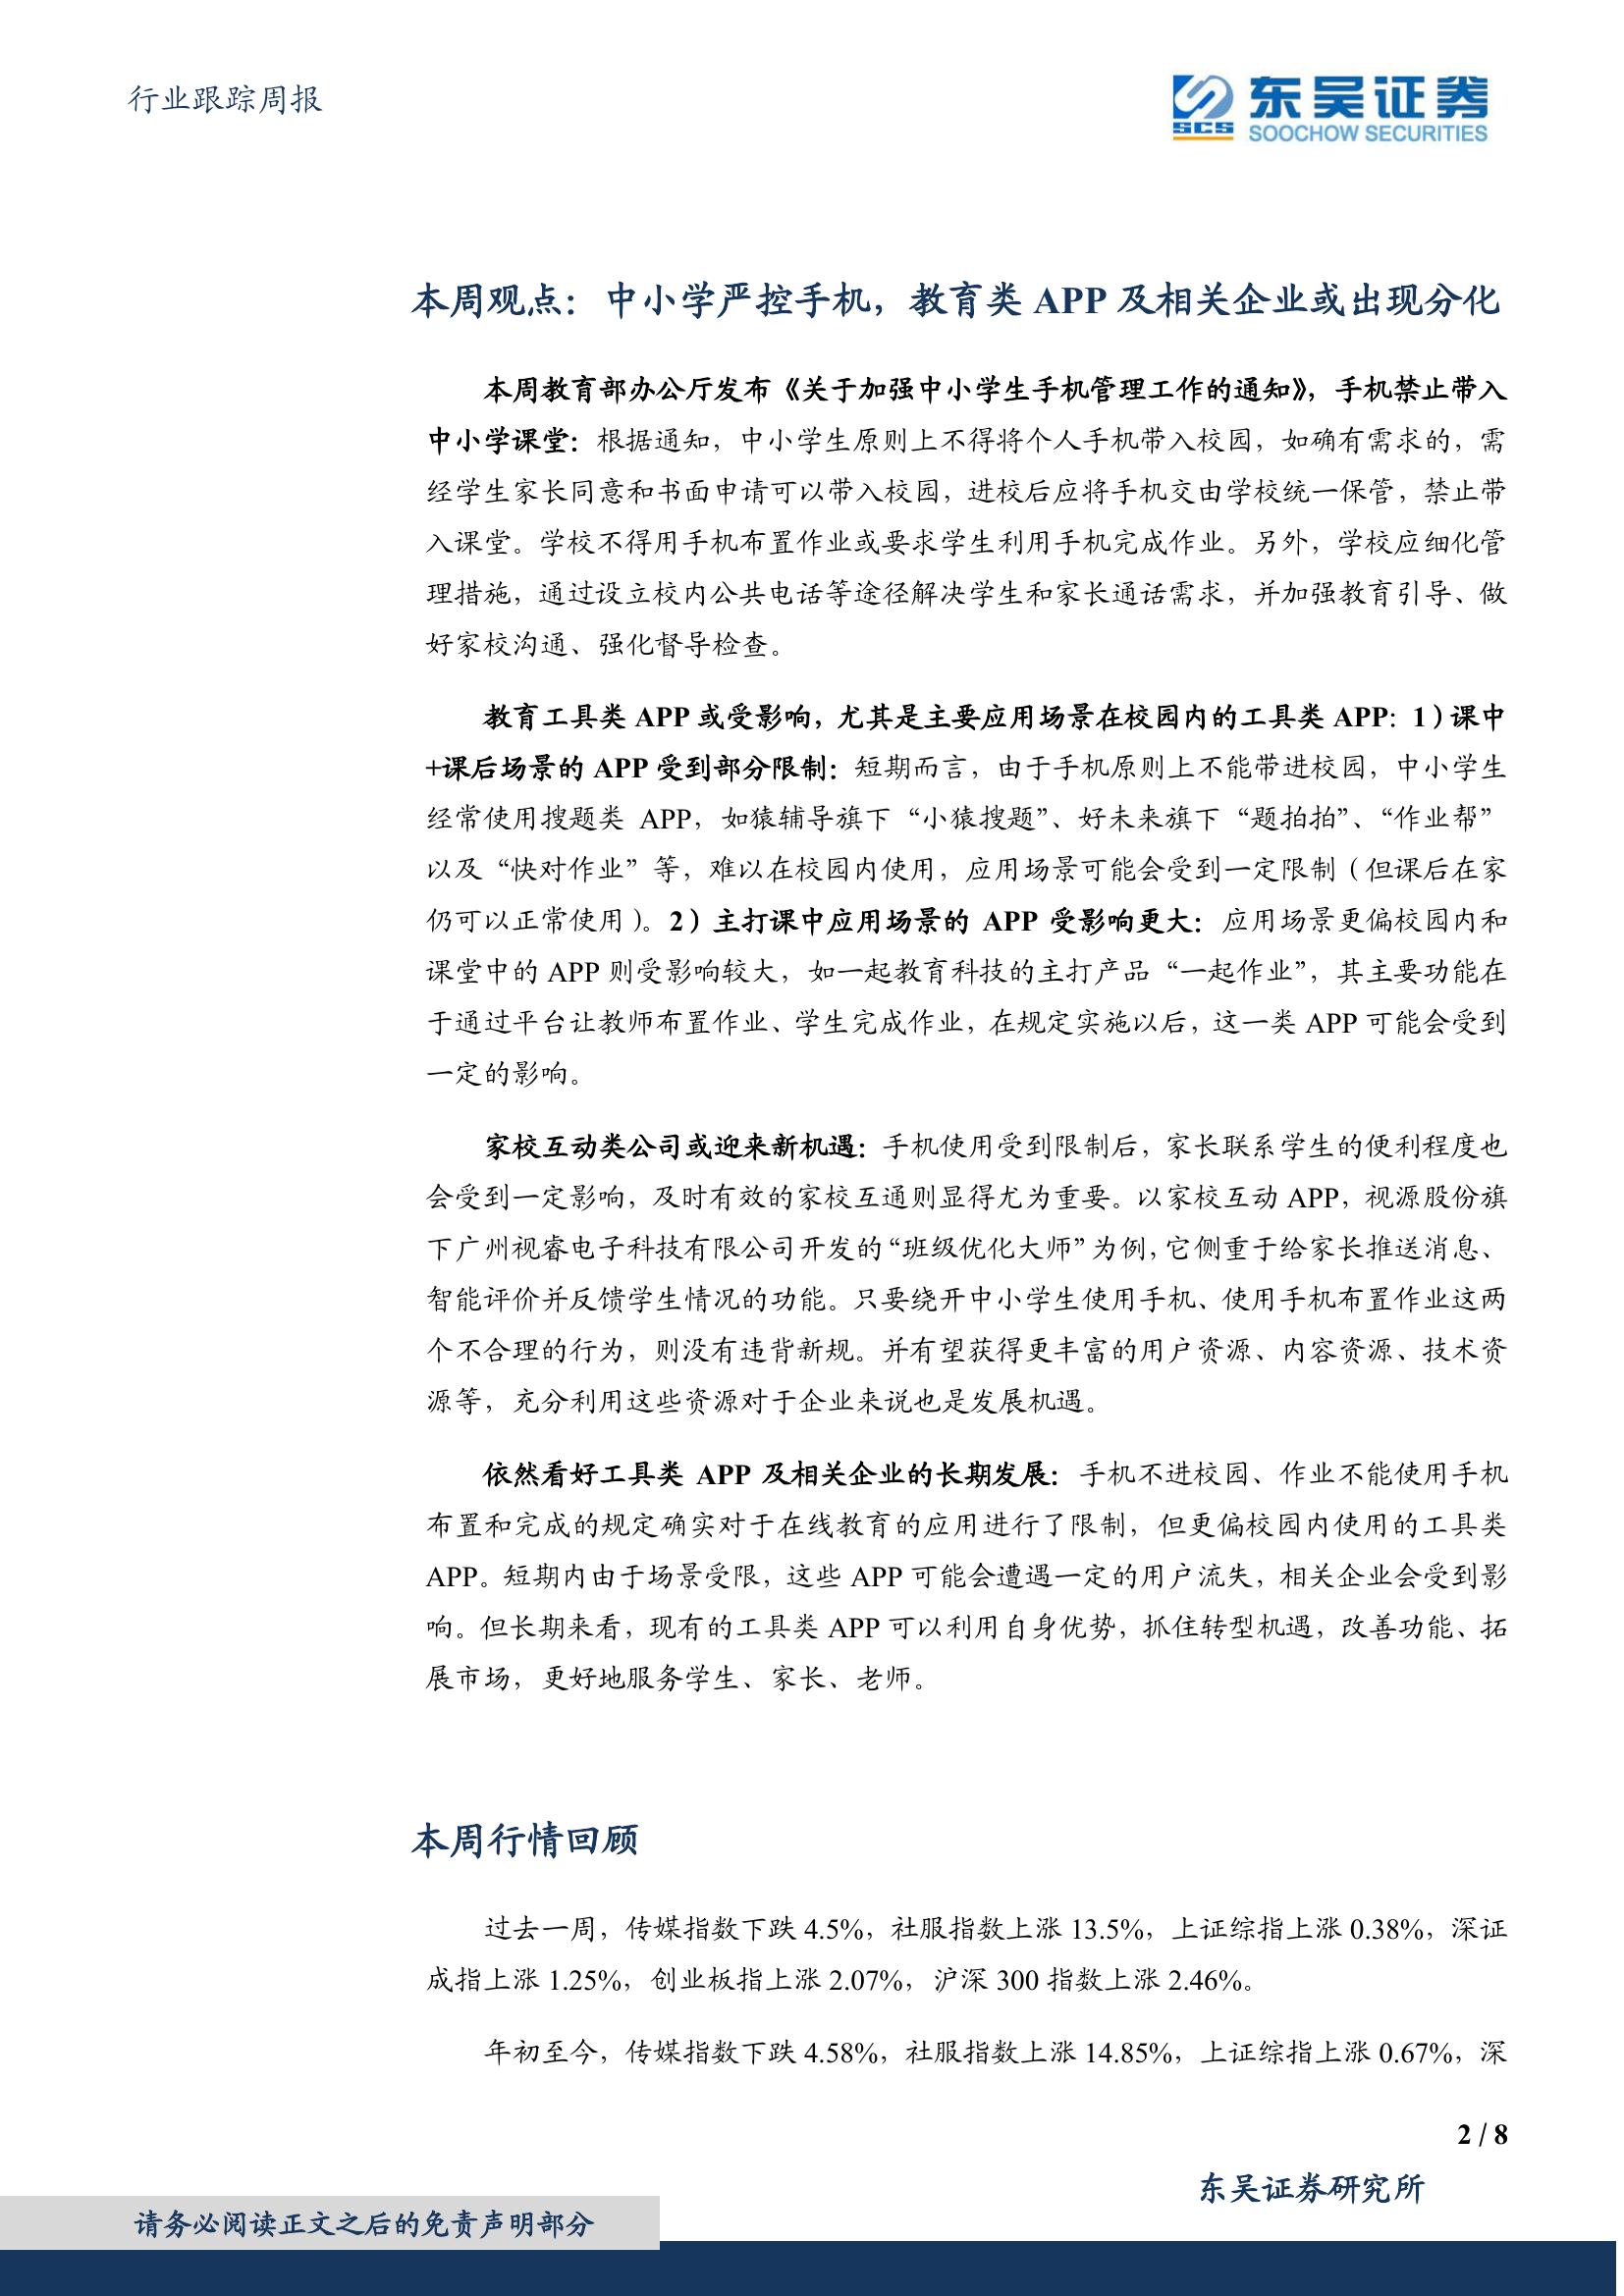 行业跟踪周报
SCS
东吴证券
SOOCHOW SECURITIES
本周观点：中小学严控手机，教育类 APP 及相关企业或出现分化
本周教育部办公厅发布《关于加强中小学生手机管理工作的通知》，手机禁止带入
中小学课堂：根据通知，中小学生原则上不得将个人手机带入校园，如确有需求的，需
经学生家长同意和书面申请可以带入校园，进校后应将手机交由学校统一保管，禁止带
入课堂。学校不得用手机布置作业或要求学生利用手机完成作业。另外，学校应细化管
理措施，通过设立校内公共电话等途径解决学生和家长通话需求，并加强教育引导、做
好家校沟通、强化督导检查。
教育工具类 APP 或受影响，尤其是主要应用场景在校园内的工具类 APP：1）课中
+课后场景的 APP 受到部分限制：短期而言，由于手机原则上不能带进校园，中小学生
经常使用搜题类 APP，如猿辅导旗下“小猿搜题”、好未来旗下“题拍拍”、“作业帮”
以及“快对作业”等，难以在校园内使用，应用场景可能会受到一定限制（但课后在家
仍可以正常使用）。2）主打课中应用场景的 APP 受影响更大：应用场景更偏校园内和
课堂中的 APP 则受影响较大，如一起教育科技的主打产品“一起作业”，其主要功能在
于通过平台让教师布置作业、学生完成作业，在规定实施以后，这一类 APP 可能会受到
一定的影响。
家校互动类公司或迎来新机遇：手机使用受到限制后，家长联系学生的便利程度也
会受到一定影响，及时有效的家校互通则显得尤为重要。以家校互动 APP，视源股份旗
下广州视睿电子科技有限公司开发的“班级优化大师”为例，它侧重于给家长推送消息、
智能评价并反馈学生情况的功能。只要绕开中小学生使用手机、使用手机布置作业这两
个不合理的行为，则没有违背新规。并有望获得更丰富的用户资源、内容资源、技术资
源等，充分利用这些资源对于企业来说也是发展机遇。
依然看好工具类 APP 及相关企业的长期发展：手机不进校园、作业不能使用手机
布置和完成的规定确实对于在线教育的应用进行了限制，但更偏校园内使用的工具类
APP。短期内由于场景受限，这些 APP 可能会遭遇一定的用户流失，相关企业会受到影
响。但长期来看，现有的工具类 APP 可以利用自身优势，抓住转型机遇，改善功能、拓
展市场，更好地服务学生、家长、老师。
本周行情回顾
过去一周，传媒指数下跌 4.5%，社服指数上涨 13.5%，上证综指上涨 0.38%，深证
成指上涨 1.25%，创业板指上涨 2.07%，沪深 300 指数上涨 2.46%。
年初至今，传媒指数下跌 4.58%，社服指数上涨 14.85%，上证综指上涨 0.67%，深
2 / 8
东吴证券研究所
请务必阅读正文之后的免责声明部分